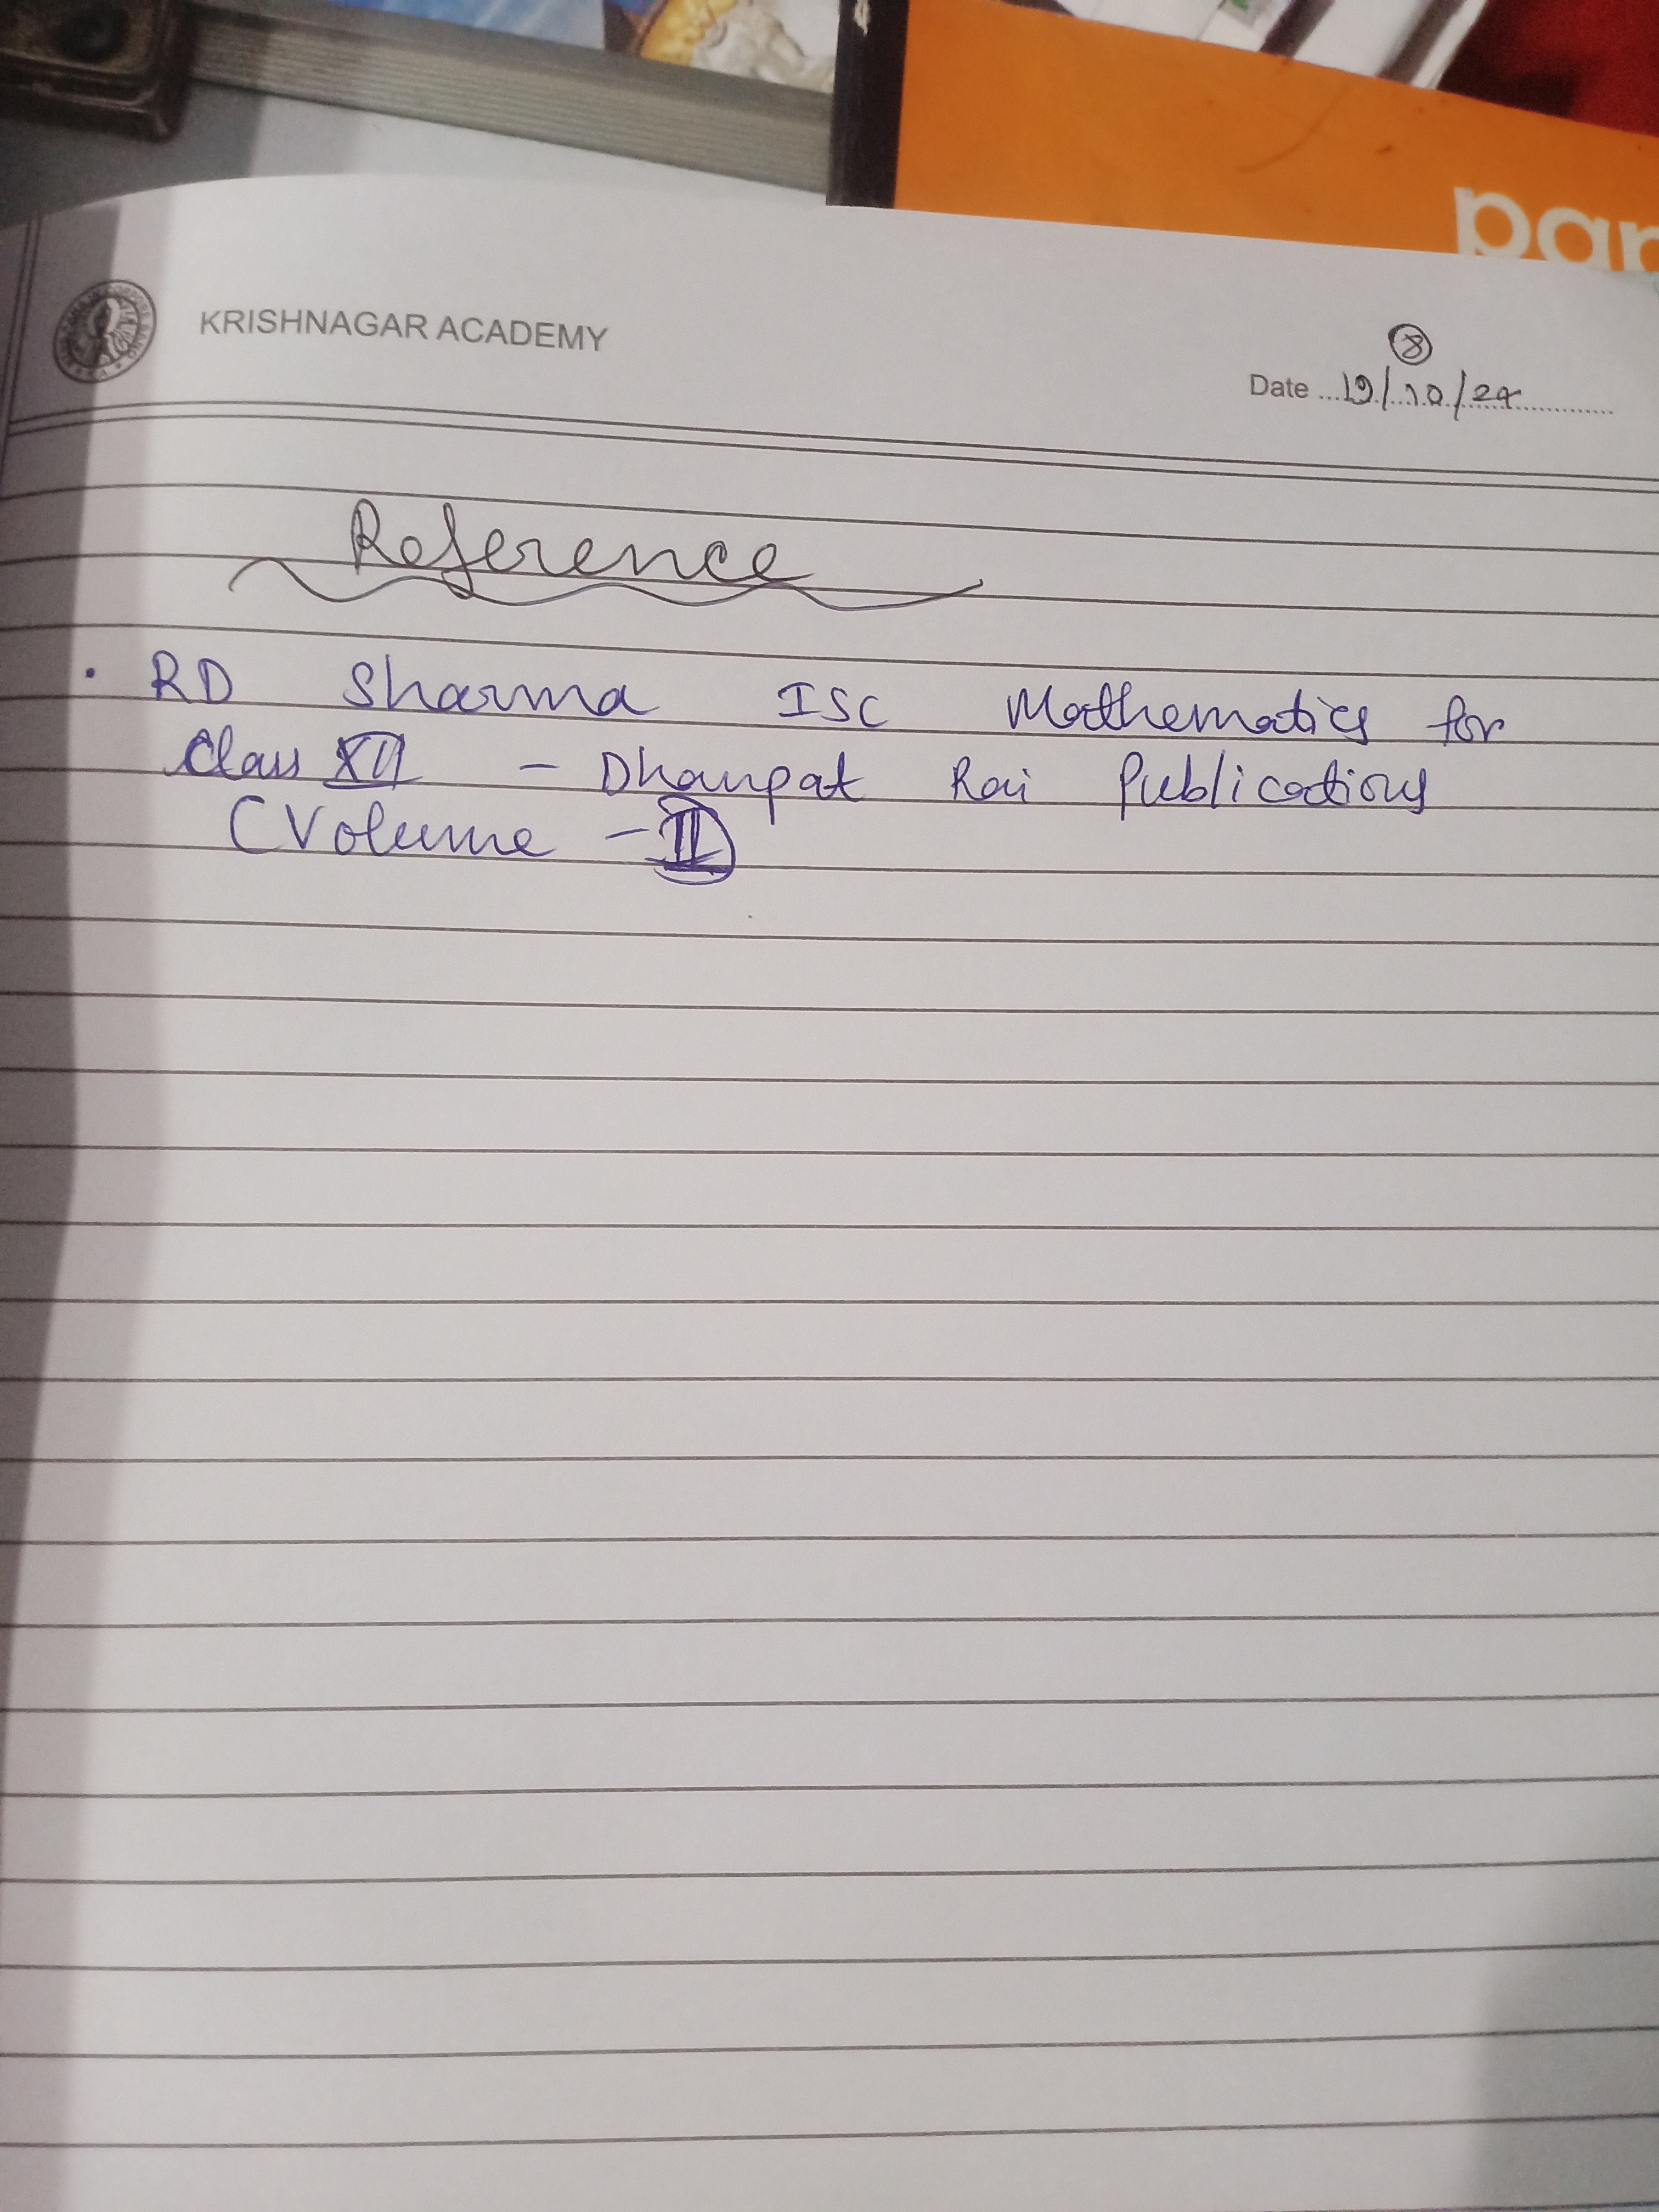 par
KRISHNAGAR ACADEMY
8
Date 19/10/24
Reference
• RD Sharma ISC Mathematics for
Class XII - Dhanpat Rai Publications
(Volume - II)